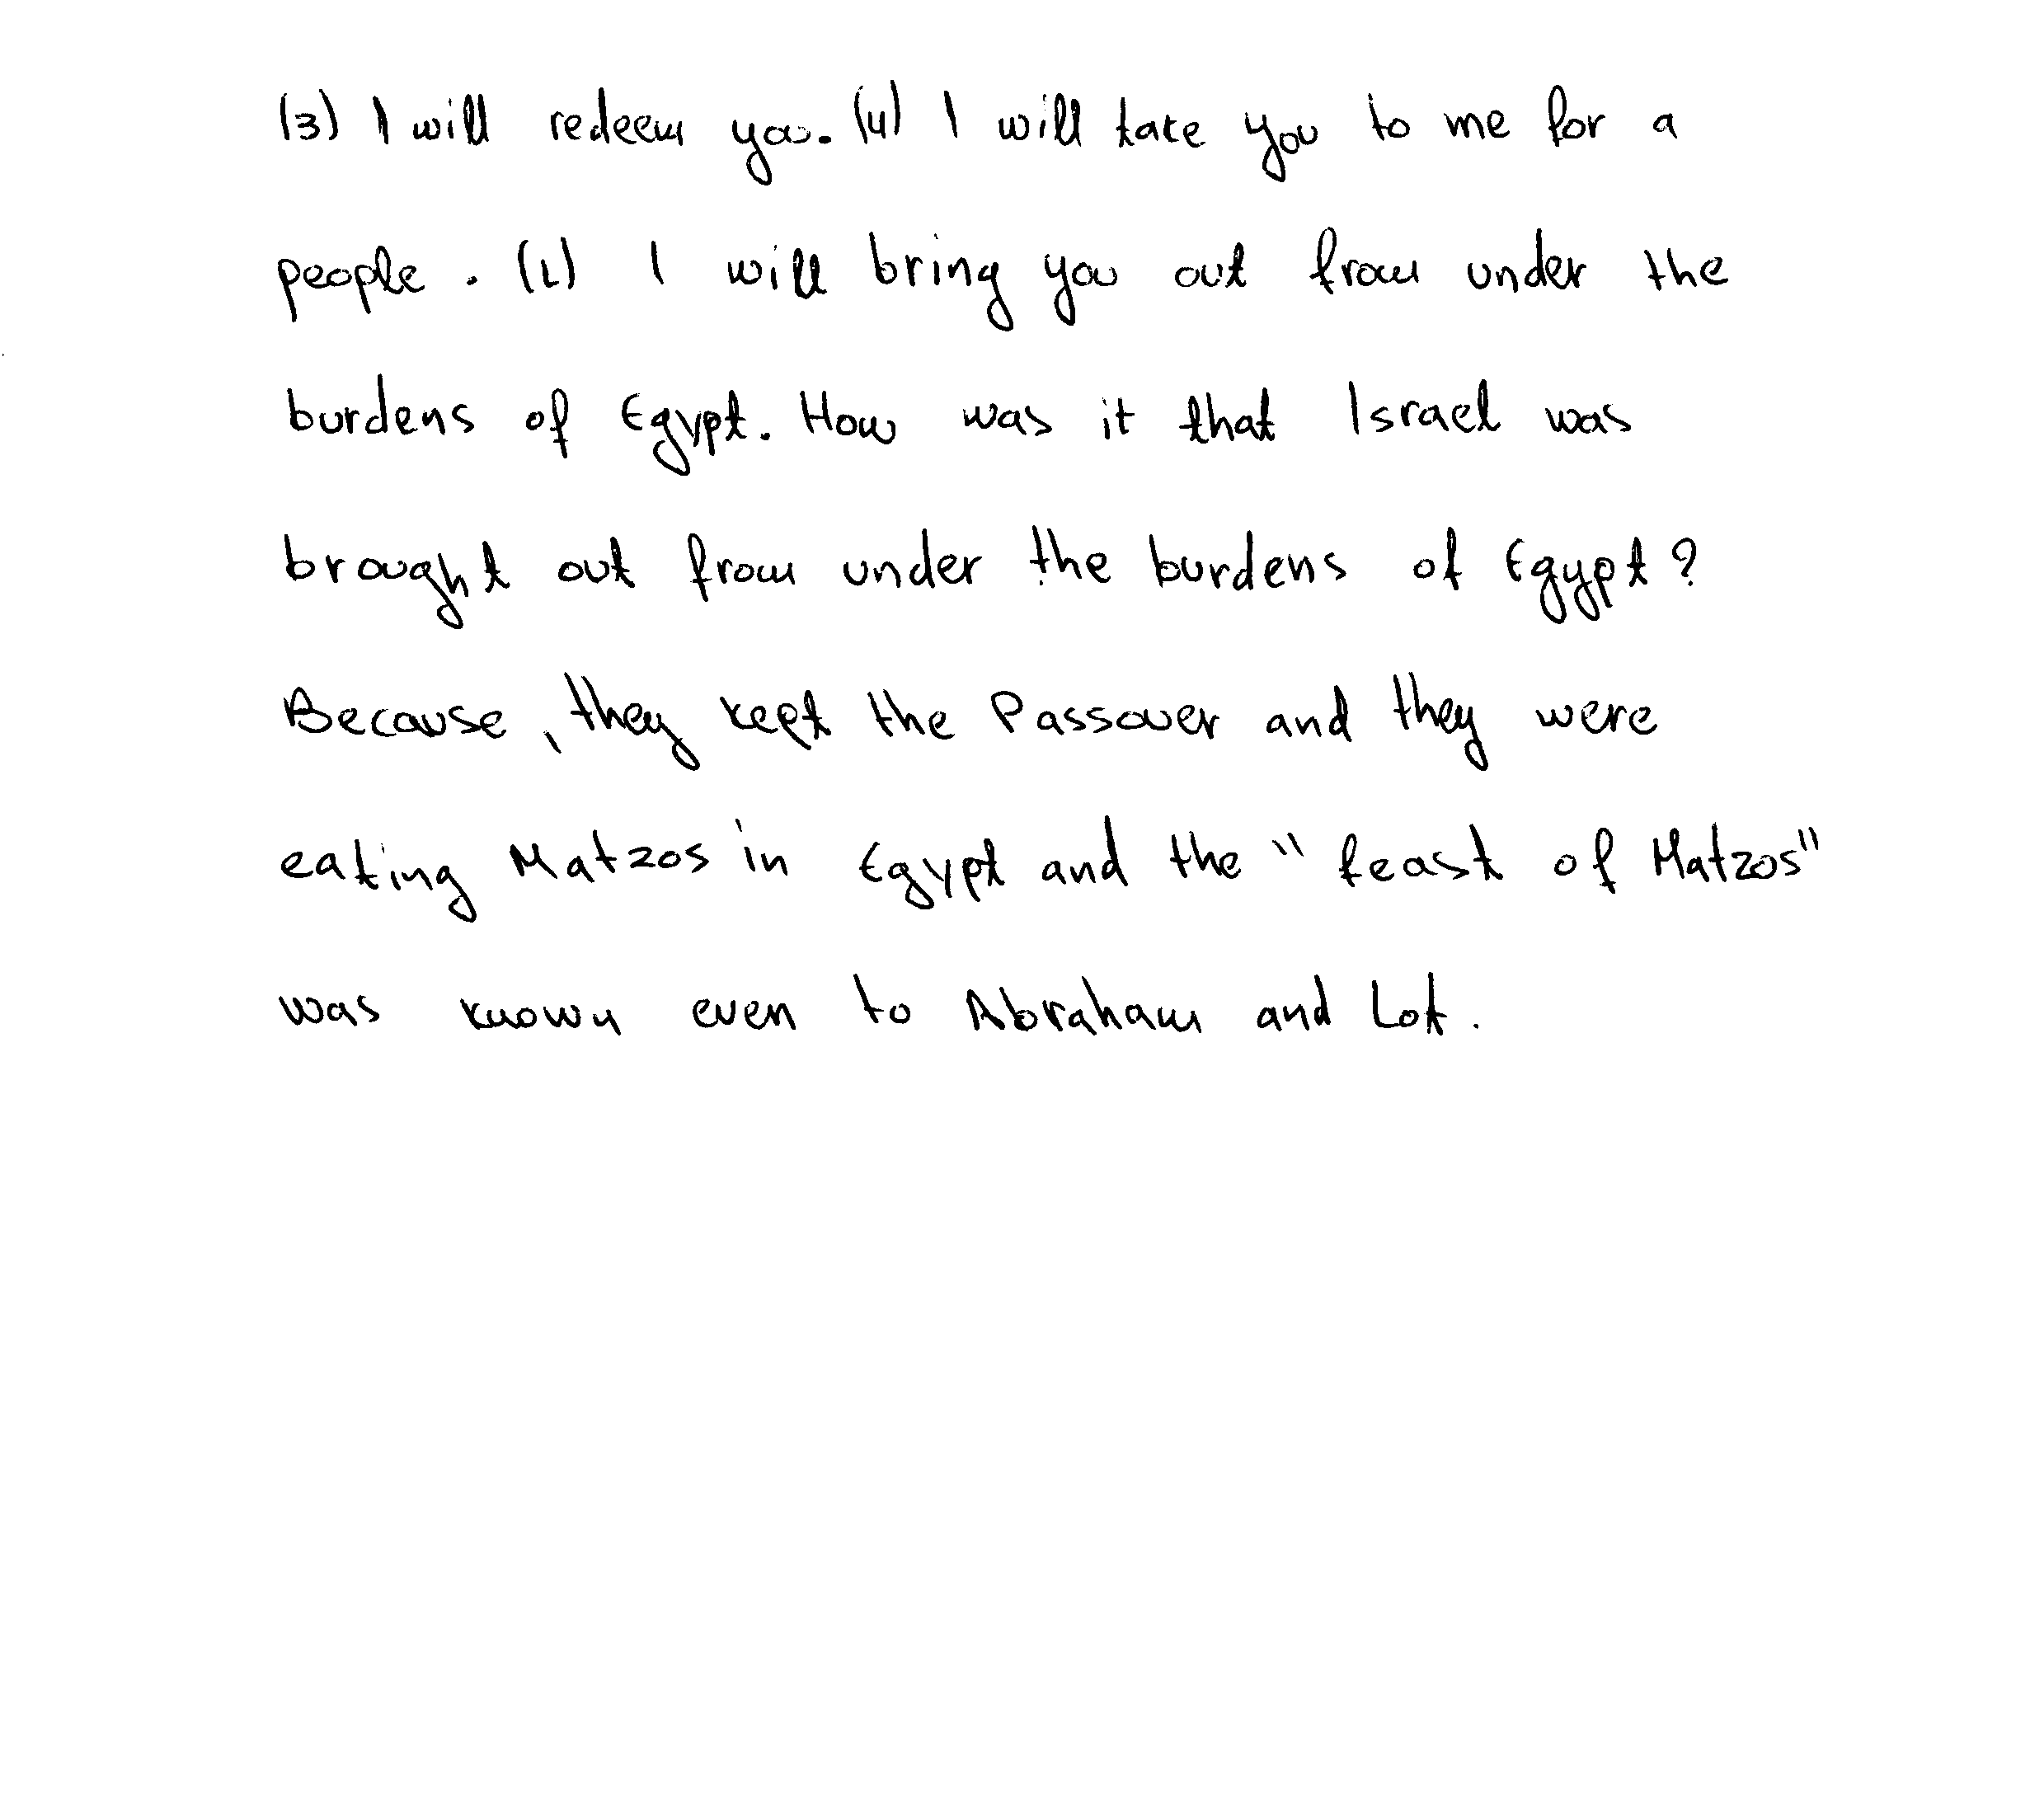 (3) I will redeem you. (4) I will take you to me for a
people. (1) I will bring you out from under the
burdens of Egypt. How was it that Israel was
brought out from under the burdens of Egypt?
Because, they kept the Passover and they were
eating Matzos in Egypt and the "feast of Matzos"
was known even to Abraham and Lot.